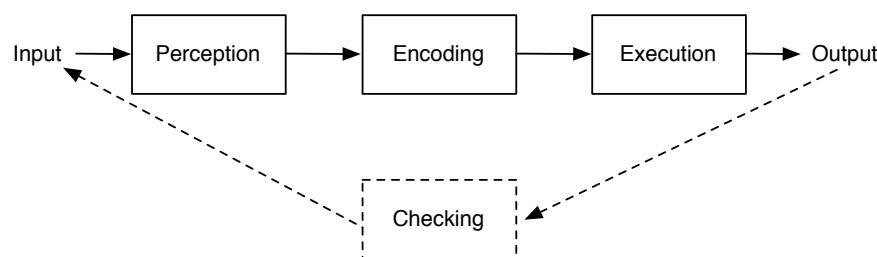 Input
Perception
Encoding
Execution
Output
Checking